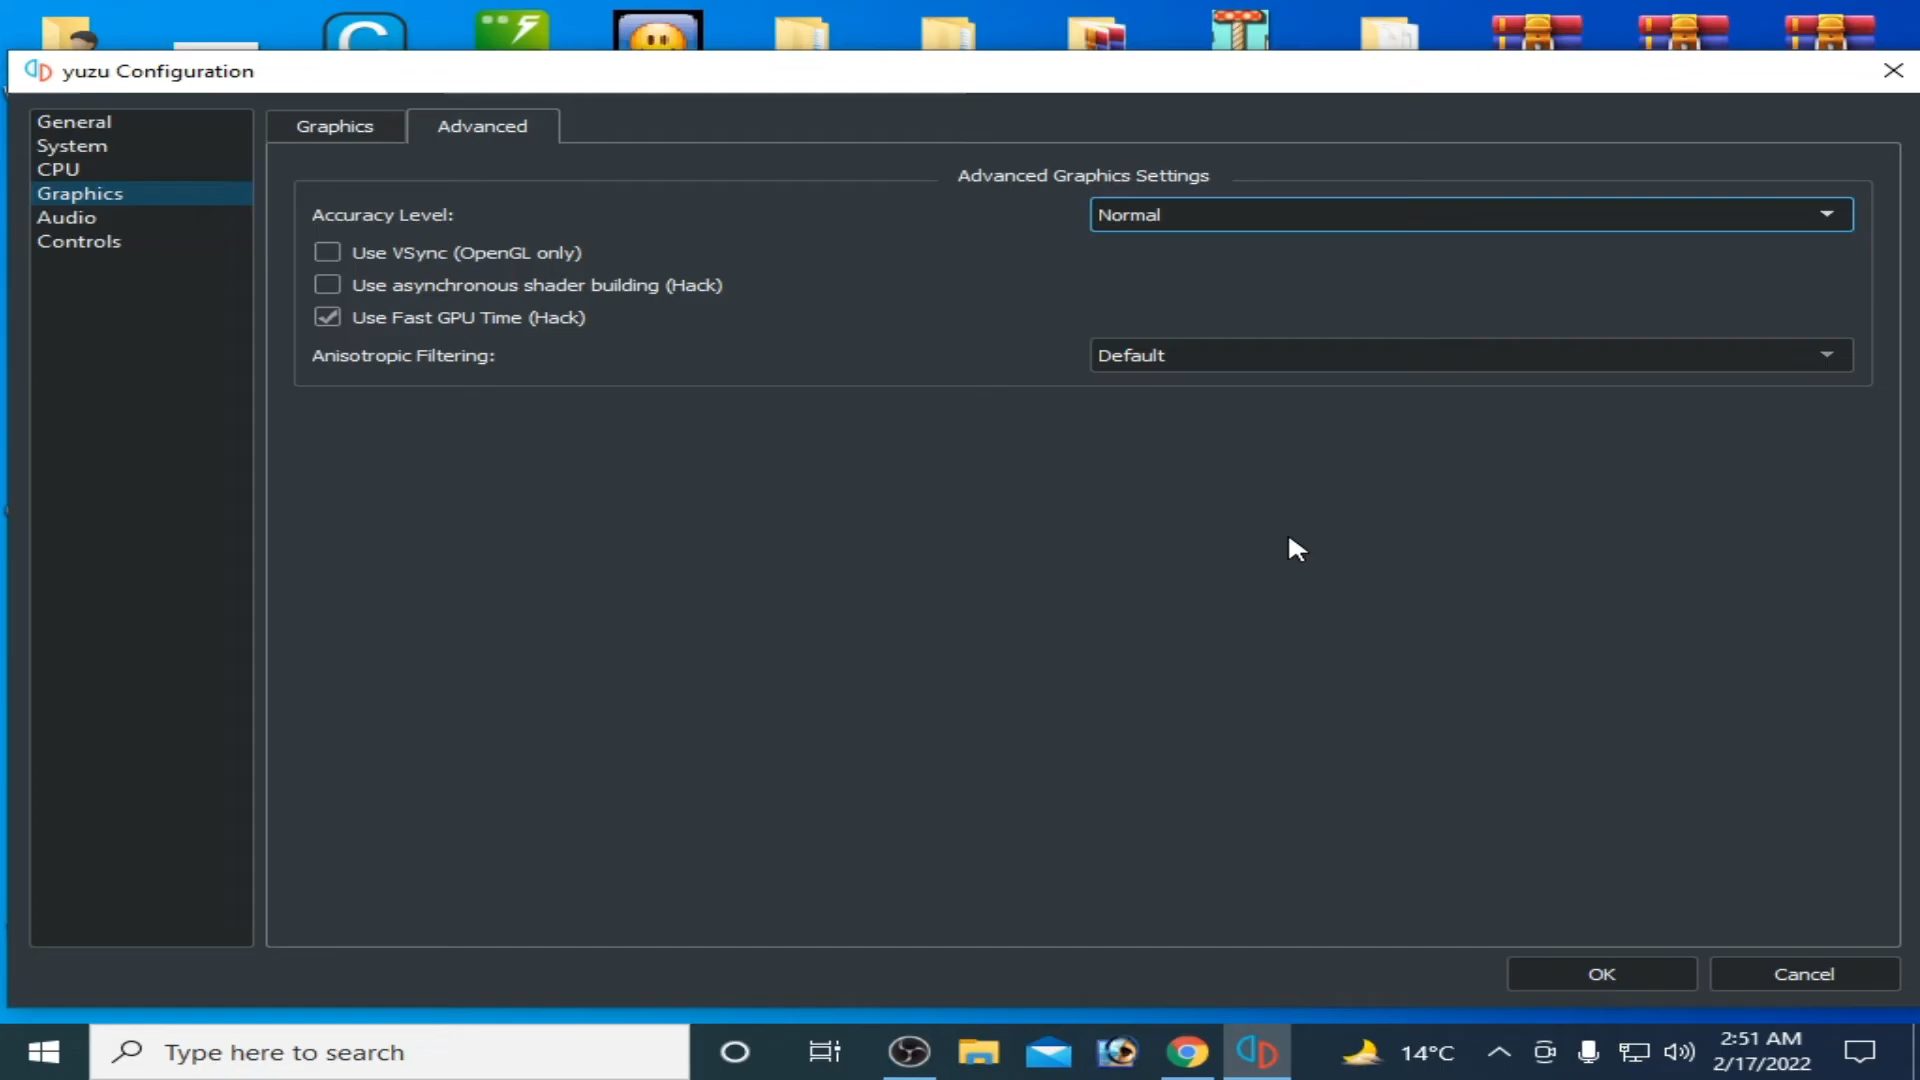 yuzu Configuration
General
System
CPU
Graphics
Audio
Controls
Graphics
Advanced
Advanced Graphics Settings
Accuracy Level:
Normal
Use VSync (OpenGL only)
Use asynchronous shader building (Hack)
Use Fast GPU Time (Hack)
Anisotropic Filtering:
Default
OK
Cancel
Type here to search
14°C
2:51 AM
2/17/2022